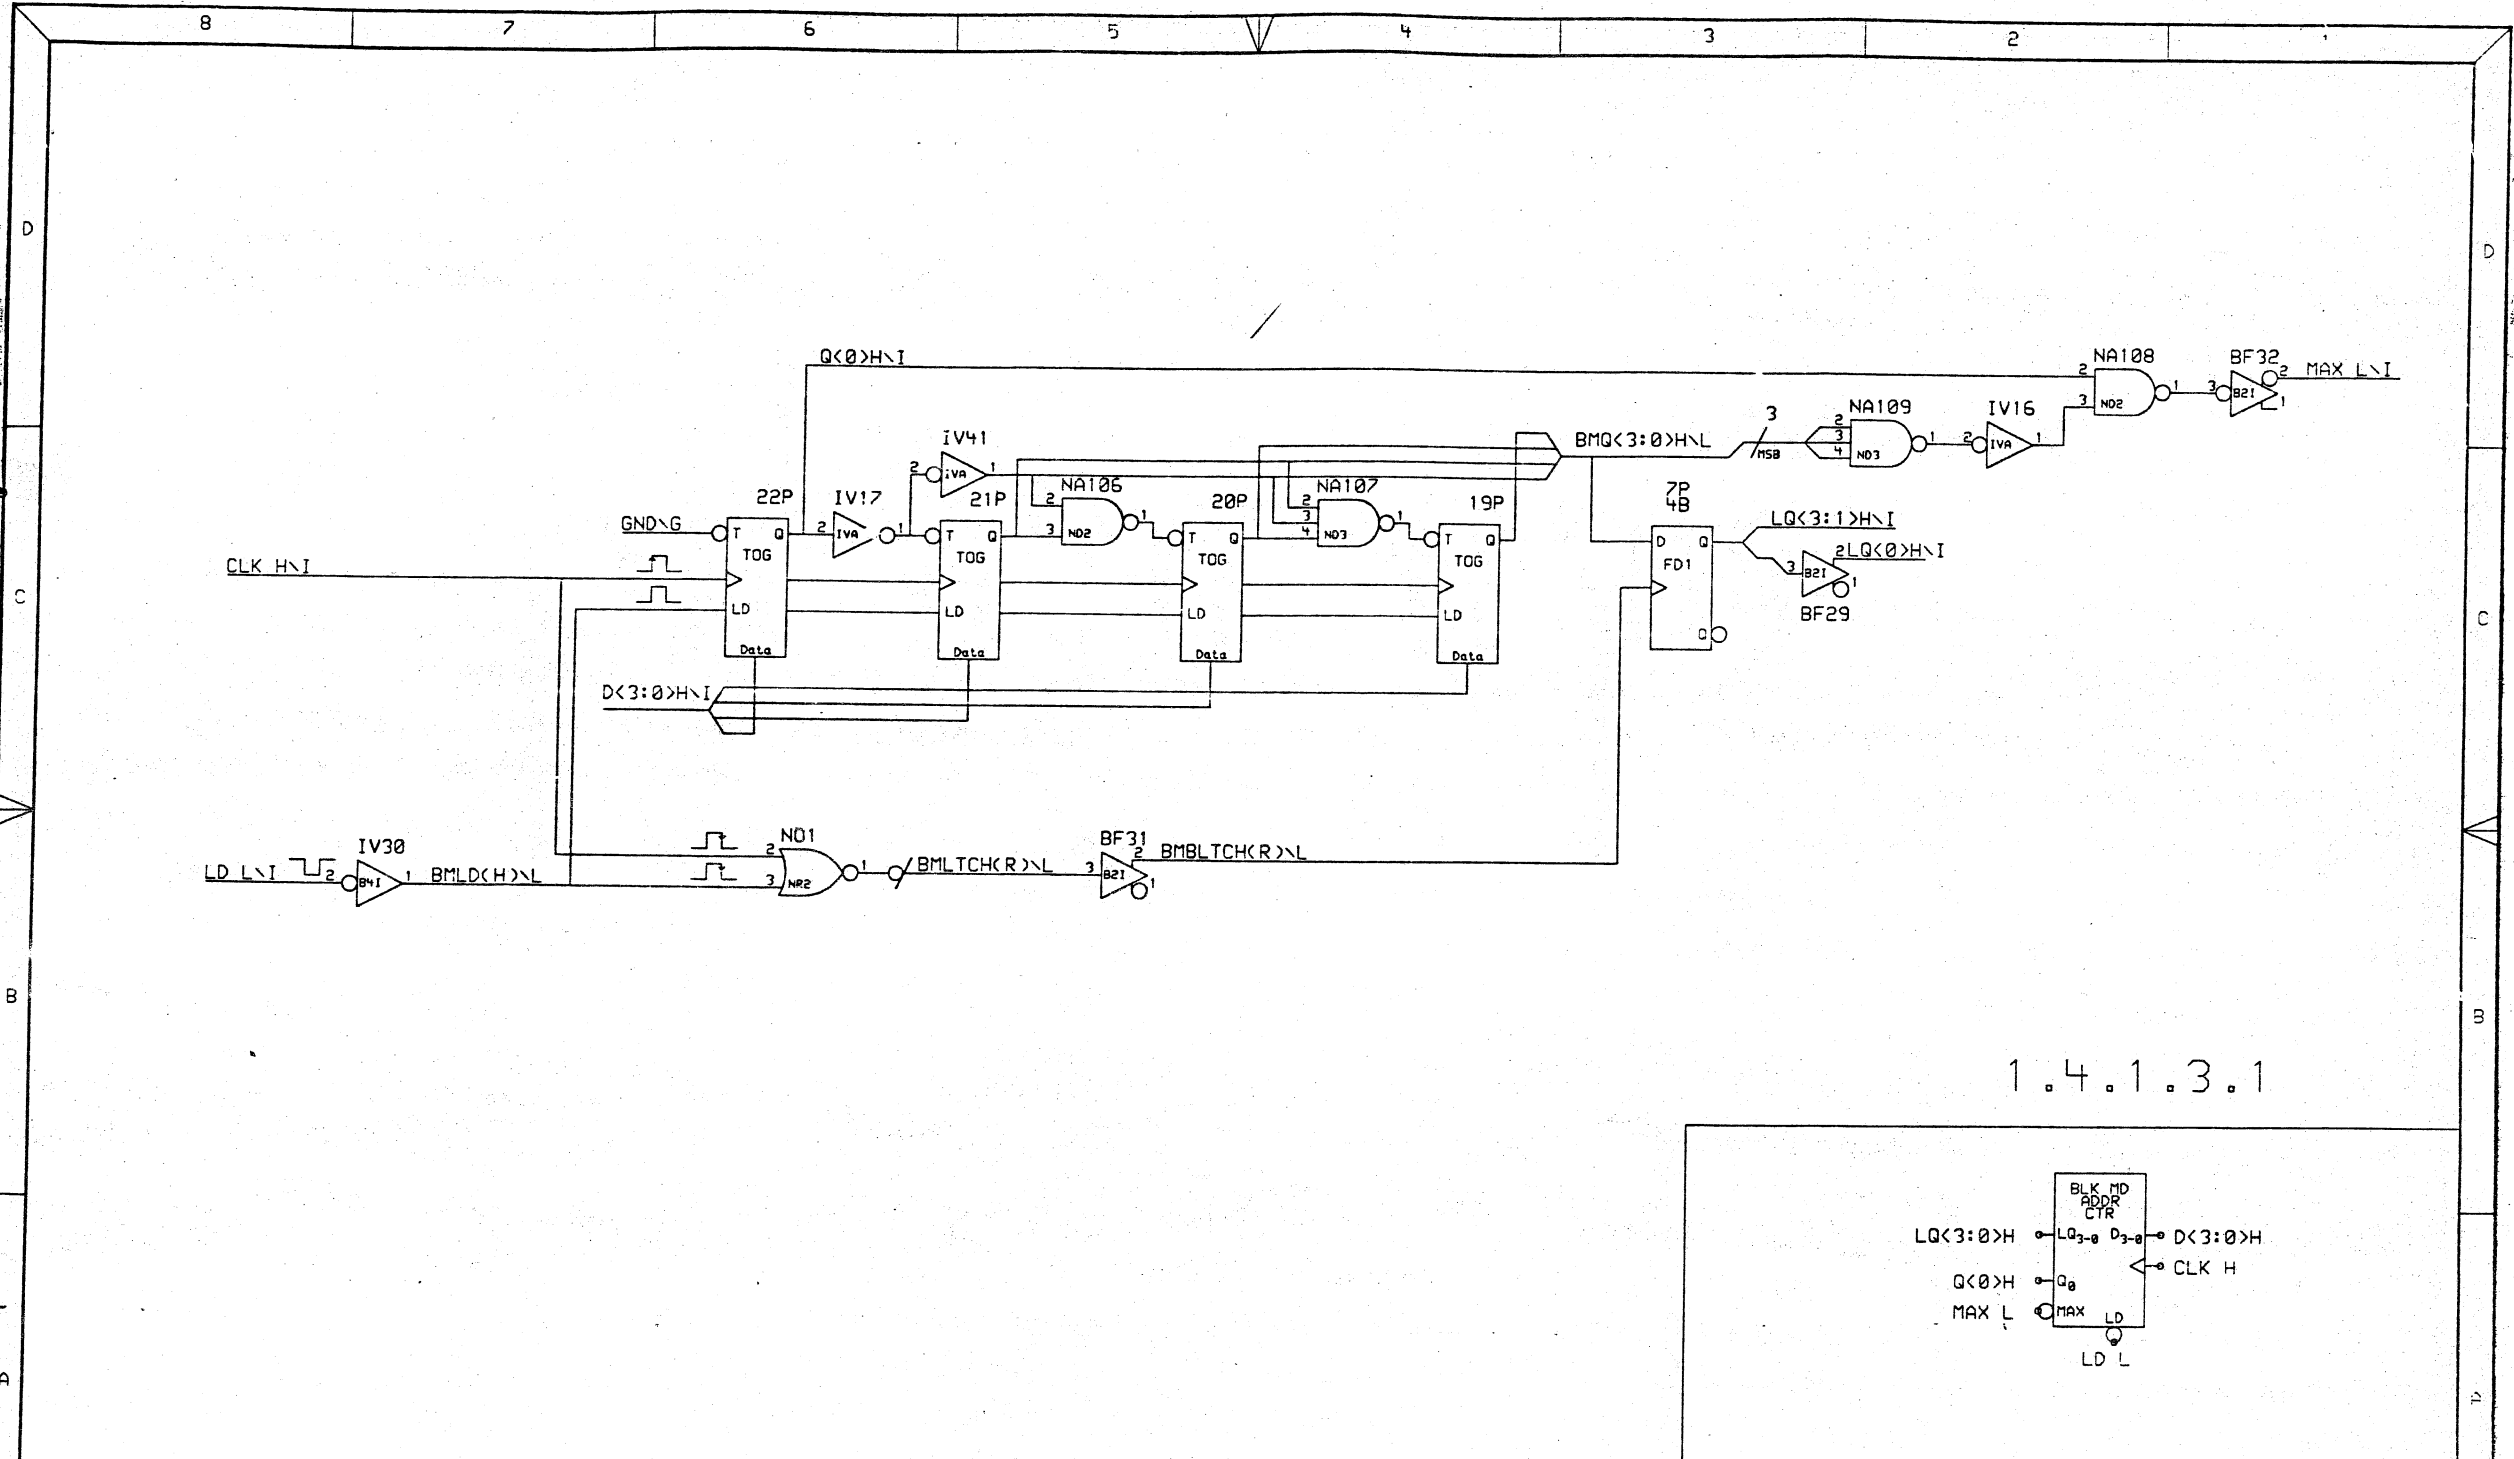 8 7 6 5 4 3 2
D D
Q<0>H\I
NA108
BF32
2 3 ND2 1 3 B2I 2 1 MAX L\I
NA109
IV16
3
MSB
2 3 4 ND3 1 2 IVA 1
BMQ<3:0>H\L
IV41
2 IVA 1
22P
IV17
21P
NA106
20P
NA107
19P
7P
4B
GND\G
T Q
TOG
LD
Data
2 IVA 1
T Q
TOG
LD
Data
2 3 ND2 1
T Q
TOG
LD
Data
2 3 4 ND3 1
T Q
TOG
LD
Data
D Q
FD1
Q
LQ<3:1>H\I
2 LQ<0>H\I
3 B2I 1
BF29
CLK H\I
C C
D<3:0>H\I
IV30
LD L\I 2 B4I 1 BMLD(H)\L
NO1
2 3 NR2 1
BMLTCH(R)\L
BF31
3 B2I 2 1
BMBLTCH(R)\L
B B
1.4.1.3.1
BLK MD
ADDR
CTR
LQ<3:0>H LQ3-0 D3-0 D<3:0>H
CLK H
Q<0>H Q0
MAX L MAX LD
LD L
A